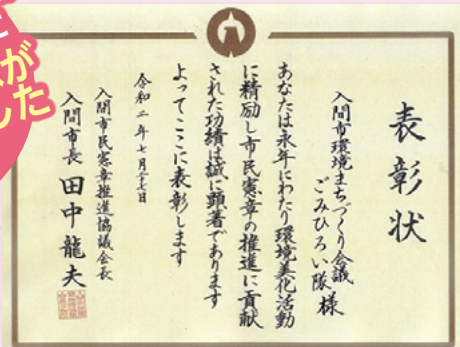 表彰状
入間市環境まちづくり会議
ごみひろい隊 様
あなたは永年にわたり環境美化活動
に精励し市民憲章の推進に貢献
された功績は誠に顕著であります
よってここに表彰します
令和二年七月十七日
入間市民憲章推進協議会長
入間市長 田中龍夫
が
した